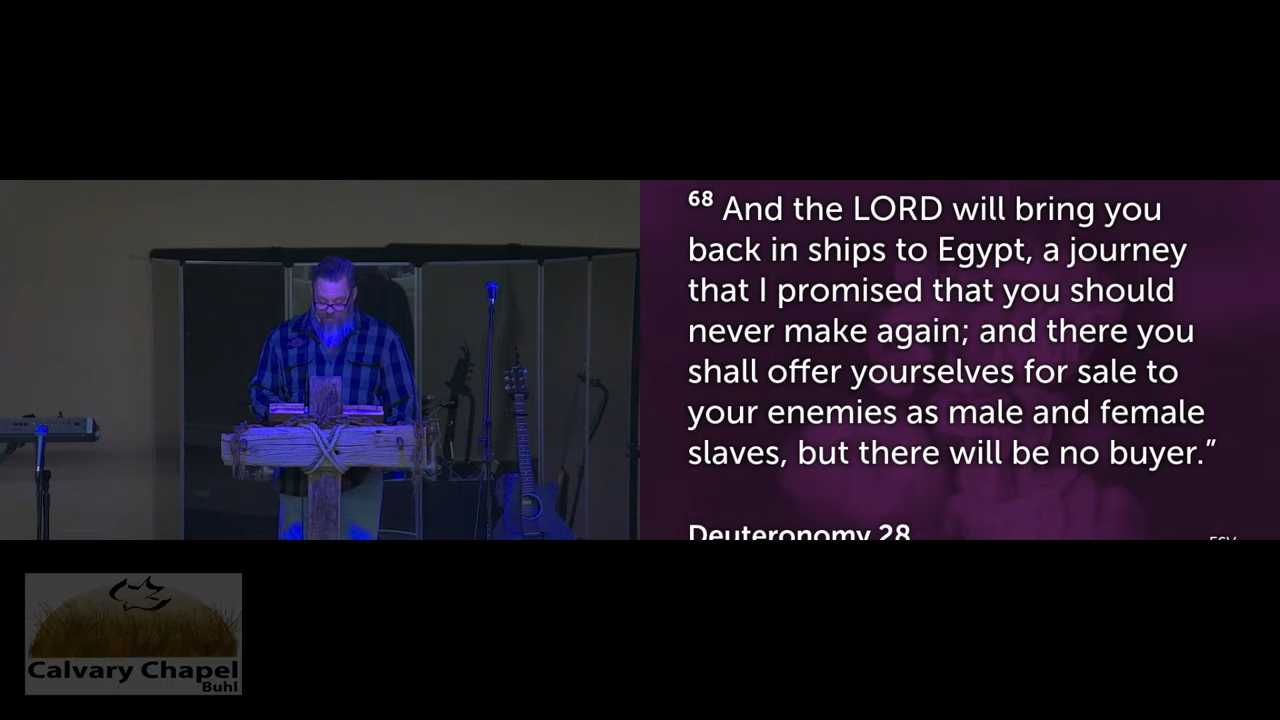 68 And the LORD will bring you
back in ships to Egypt, a journey
that I promised that you should
never make again; and there you
shall offer yourselves for sale to
your enemies as male and female
slaves, but there will be no buyer.”
Deuteronomy 28
ESV
Calvary Chapel
Buhl